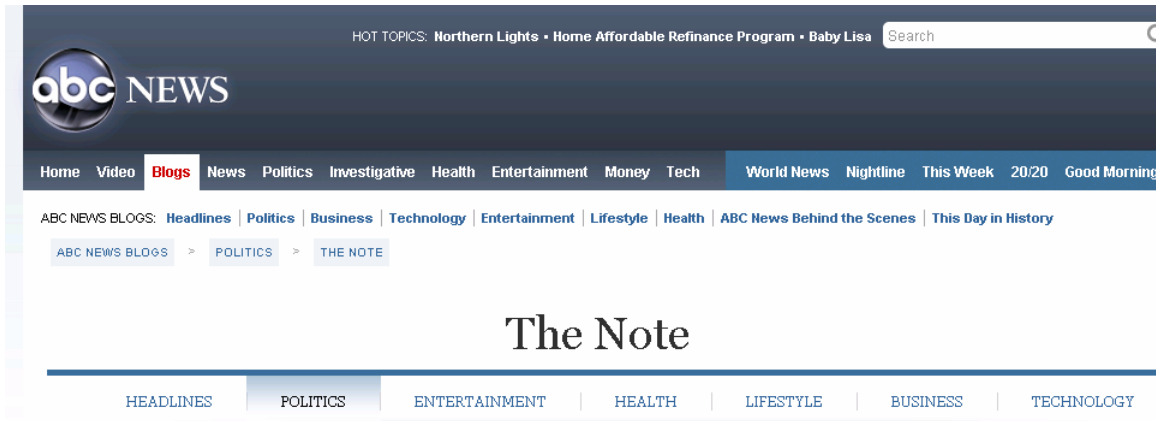 HOT TOPICS: Northern Lights • Home Affordable Refinance Program • Baby Lisa Search
abc NEWS
Home Video Blogs News Politics Investigative Health Entertainment Money Tech World News Nightline This Week 20/20 Good Morning
ABC NEWS BLOGS: Headlines | Politics | Business | Technology | Entertainment | Lifestyle | Health | ABC News Behind the Scenes | This Day in History
ABC NEWS BLOGS > POLITICS > THE NOTE
The Note
HEADLINES POLITICS ENTERTAINMENT HEALTH LIFESTYLE BUSINESS TECHNOLOGY